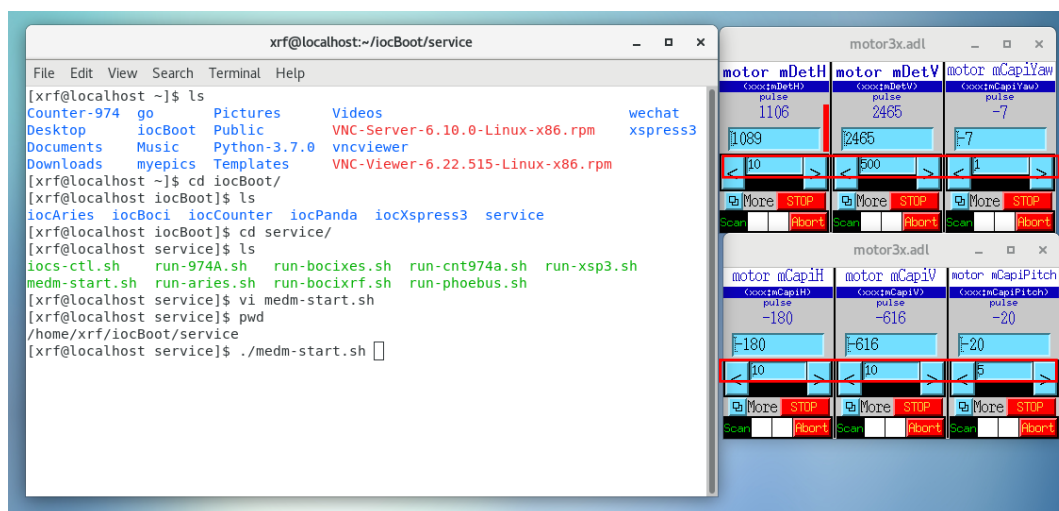 xrf@localhost:~/iocBoot/service
File Edit View Search Terminal Help
[xrf@localhost ~]$ ls
Counter-974 go Pictures Videos wechat
Desktop iocBoot Public VNC-Server-6.10.0-Linux-x86.rpm xspress3
Documents Music Python-3.7.0 vncviewer
Downloads myepics Templates VNC-Viewer-6.22.515-Linux-x86.rpm
[xrf@localhost ~]$ cd iocBoot/
[xrf@localhost iocBoot]$ ls
iocAries iocBoci iocCounter iocPanda iocXspress3 service
[xrf@localhost iocBoot]$ cd service/
[xrf@localhost service]$ ls
iocs-ctl.sh run-974A.sh run-bocixes.sh run-cnt974a.sh run-xsp3.sh
medm-start.sh run-aries.sh run-bocixrf.sh run-phoebus.sh
[xrf@localhost service]$ vi medm-start.sh
[xrf@localhost service]$ pwd
/home/xrf/iocBoot/service
[xrf@localhost service]$ ./medm-start.sh
motor3x.adl
motor mDetH motor mDetV motor mCapiYaw
(xxx:mDetH) (xxx:mDetV) (xxx:mCapiYaw)
pulse pulse pulse
1106 2465 -7
1089 2465 -7
< 10 > < 500 > < 1 >
More STOP More STOP More STOP
Scan Abort Scan Abort Scan Abort
motor3x.adl
motor mCapiH motor mCapiV motor mCapiPitch
(xxx:mCapiH) (xxx:mCapiV) (xxx:mCapiPitch)
pulse pulse pulse
-180 -616 -20
-180 -616 -20
< 10 > < 10 > < 5 >
More STOP More STOP More STOP
Scan Abort Scan Abort Scan Abort